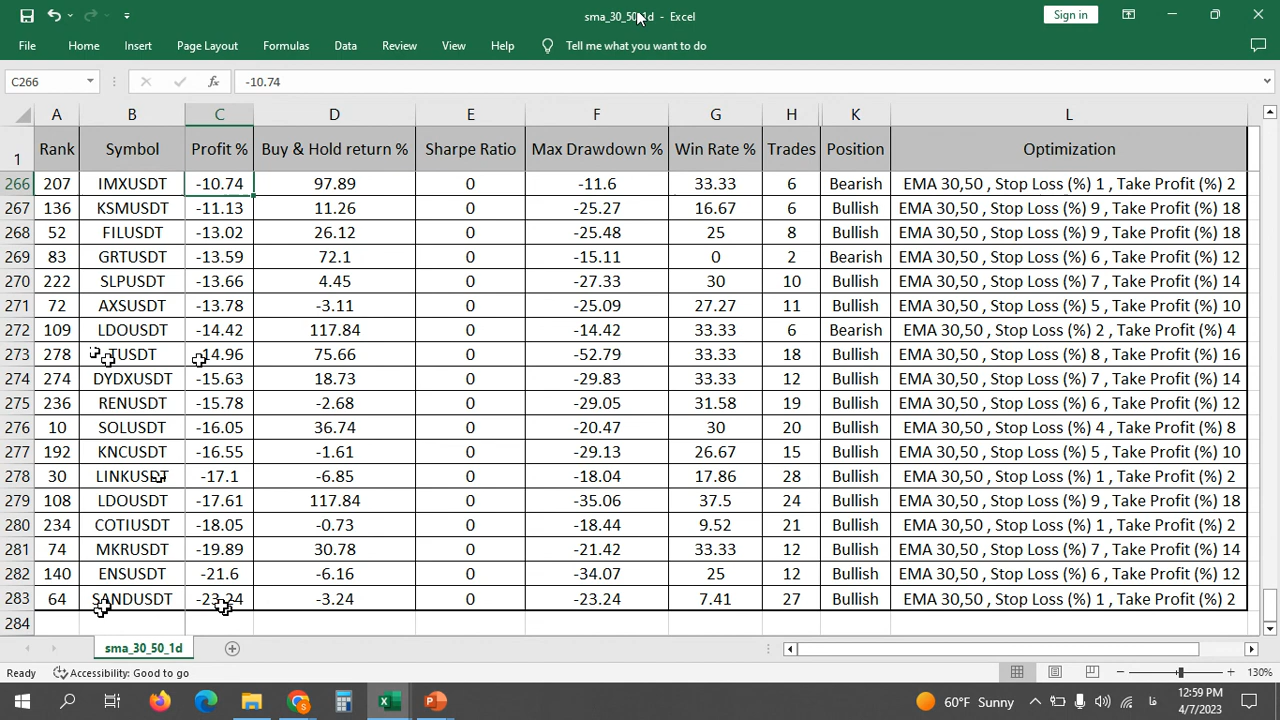 sma_30_50_1d - Excel
Sign in
File Home Insert Page Layout Formulas Data Review View Help Tell me what you want to do
C266 fx -10.74
A B C D E F G H K L
1 Rank Symbol Profit % Buy & Hold return % Sharpe Ratio Max Drawdown % Win Rate % Trades Position Optimization
266 207 IMXUSDT -10.74 97.89 0 -11.6 33.33 6 Bearish EMA 30,50 , Stop Loss (%) 1 , Take Profit (%) 2
267 136 KSMUSDT -11.13 11.26 0 -25.27 16.67 6 Bullish EMA 30,50 , Stop Loss (%) 9 , Take Profit (%) 18
268 52 FILUSDT -13.02 26.12 0 -25.48 25 8 Bullish EMA 30,50 , Stop Loss (%) 9 , Take Profit (%) 18
269 83 GRTUSDT -13.59 72.1 0 -15.11 0 2 Bearish EMA 30,50 , Stop Loss (%) 6 , Take Profit (%) 12
270 222 SLPUSDT -13.66 4.45 0 -27.33 30 10 Bullish EMA 30,50 , Stop Loss (%) 7 , Take Profit (%) 14
271 72 AXSUSDT -13.78 -3.11 0 -25.09 27.27 11 Bullish EMA 30,50 , Stop Loss (%) 5 , Take Profit (%) 10
272 109 LDOUSDT -14.42 117.84 0 -14.42 33.33 6 Bearish EMA 30,50 , Stop Loss (%) 2 , Take Profit (%) 4
273 278 TUSDT -14.96 75.66 0 -52.79 33.33 18 Bullish EMA 30,50 , Stop Loss (%) 8 , Take Profit (%) 16
274 274 DYDXUSDT -15.63 18.73 0 -29.83 33.33 12 Bullish EMA 30,50 , Stop Loss (%) 7 , Take Profit (%) 14
275 236 RENUSDT -15.78 -2.68 0 -29.05 31.58 19 Bullish EMA 30,50 , Stop Loss (%) 6 , Take Profit (%) 12
276 10 SOLUSDT -16.05 36.74 0 -20.47 30 20 Bullish EMA 30,50 , Stop Loss (%) 4 , Take Profit (%) 8
277 192 KNCUSDT -16.55 -1.61 0 -29.13 26.67 15 Bullish EMA 30,50 , Stop Loss (%) 5 , Take Profit (%) 10
278 30 LINKUSDT -17.1 -6.85 0 -18.04 17.86 28 Bullish EMA 30,50 , Stop Loss (%) 1 , Take Profit (%) 2
279 108 LDOUSDT -17.61 117.84 0 -35.06 37.5 24 Bullish EMA 30,50 , Stop Loss (%) 9 , Take Profit (%) 18
280 234 COTIUSDT -18.05 -0.73 0 -18.44 9.52 21 Bullish EMA 30,50 , Stop Loss (%) 1 , Take Profit (%) 2
281 74 MKRUSDT -19.89 30.78 0 -21.42 33.33 12 Bullish EMA 30,50 , Stop Loss (%) 7 , Take Profit (%) 14
282 140 ENSUSDT -21.6 -6.16 0 -34.07 25 12 Bullish EMA 30,50 , Stop Loss (%) 6 , Take Profit (%) 12
283 64 SANDUSDT -23.24 -3.24 0 -23.24 7.41 27 Bullish EMA 30,50 , Stop Loss (%) 1 , Take Profit (%) 2
284
sma_30_50_1d
Ready Accessibility: Good to go 130%
60°F Sunny فا 12:59 PM
4/7/2023